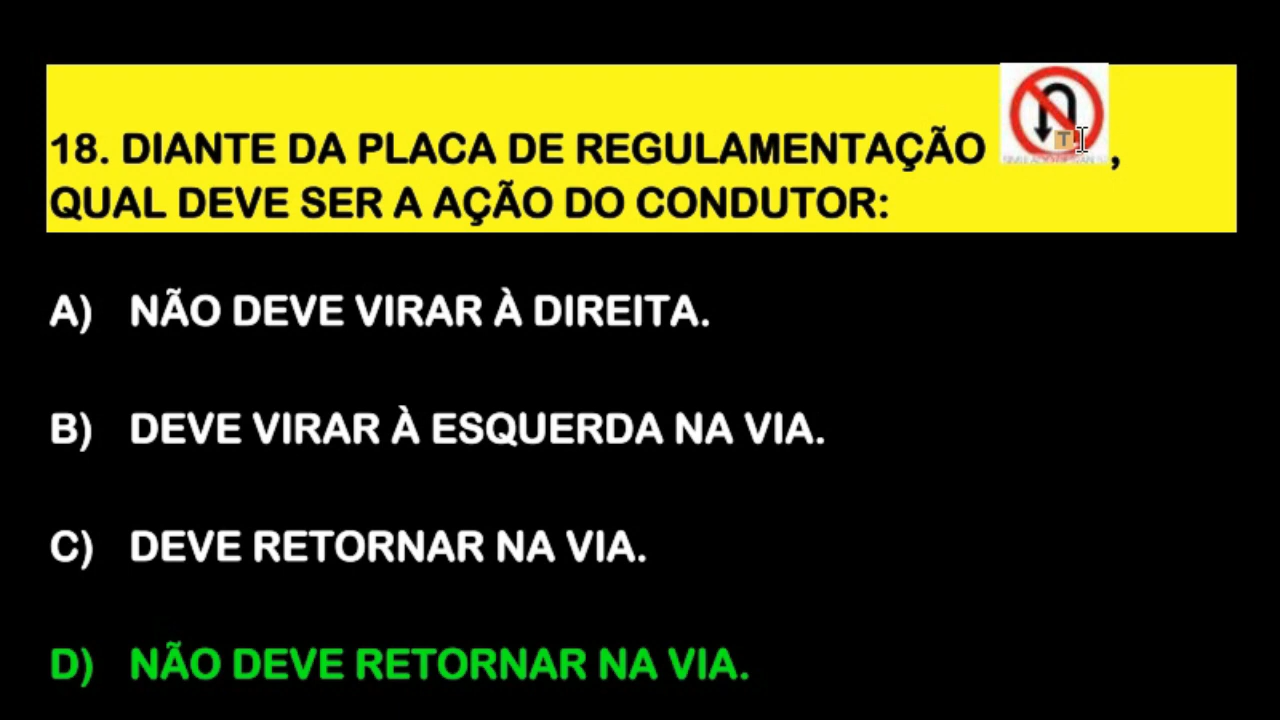 18. DIANTE DA PLACA DE REGULAMENTAÇÃO ,
QUAL DEVE SER A AÇÃO DO CONDUTOR:
A) NÃO DEVE VIRAR À DIREITA.
B) DEVE VIRAR À ESQUERDA NA VIA.
C) DEVE RETORNAR NA VIA.
D) NÃO DEVE RETORNAR NA VIA.